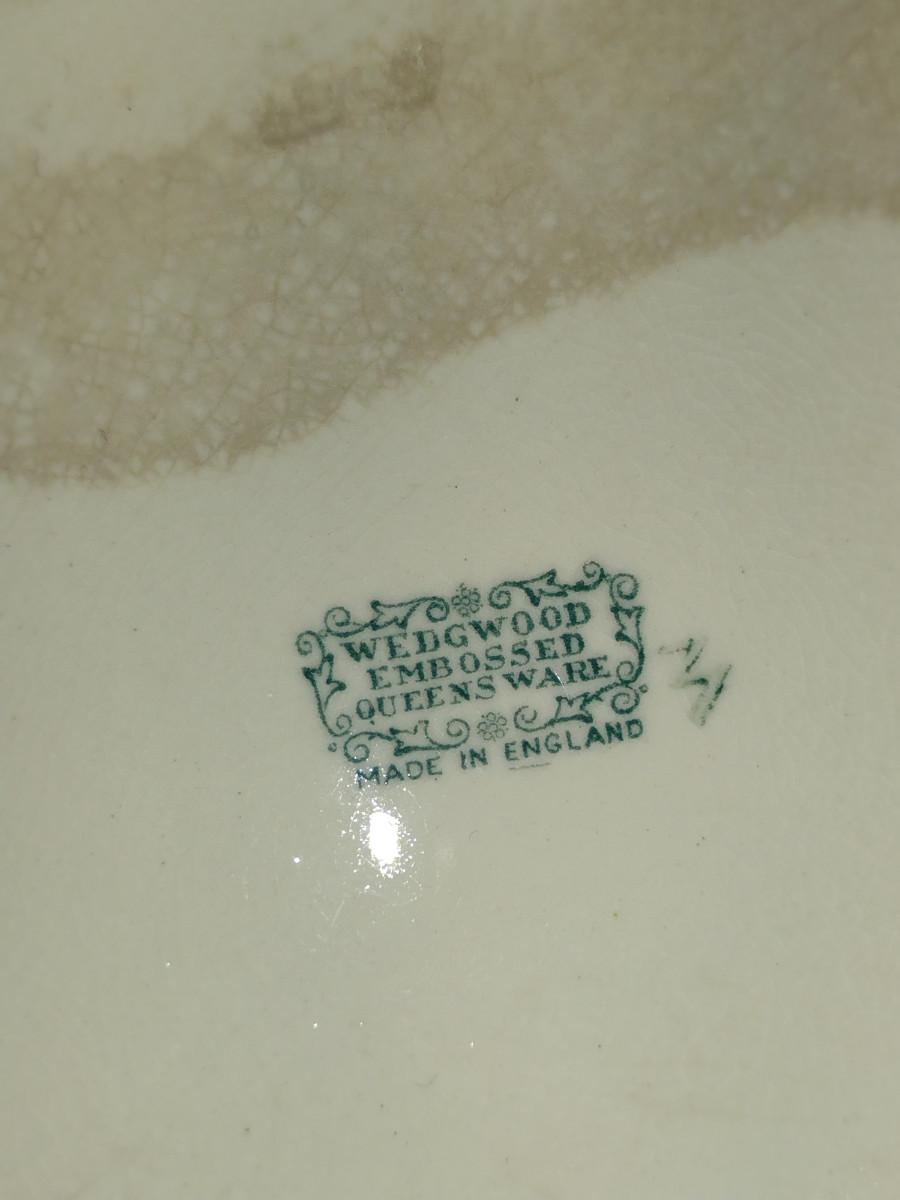 WEDGWOOD
EMBOSSED
QUEENS WARE
MADE IN ENGLAND